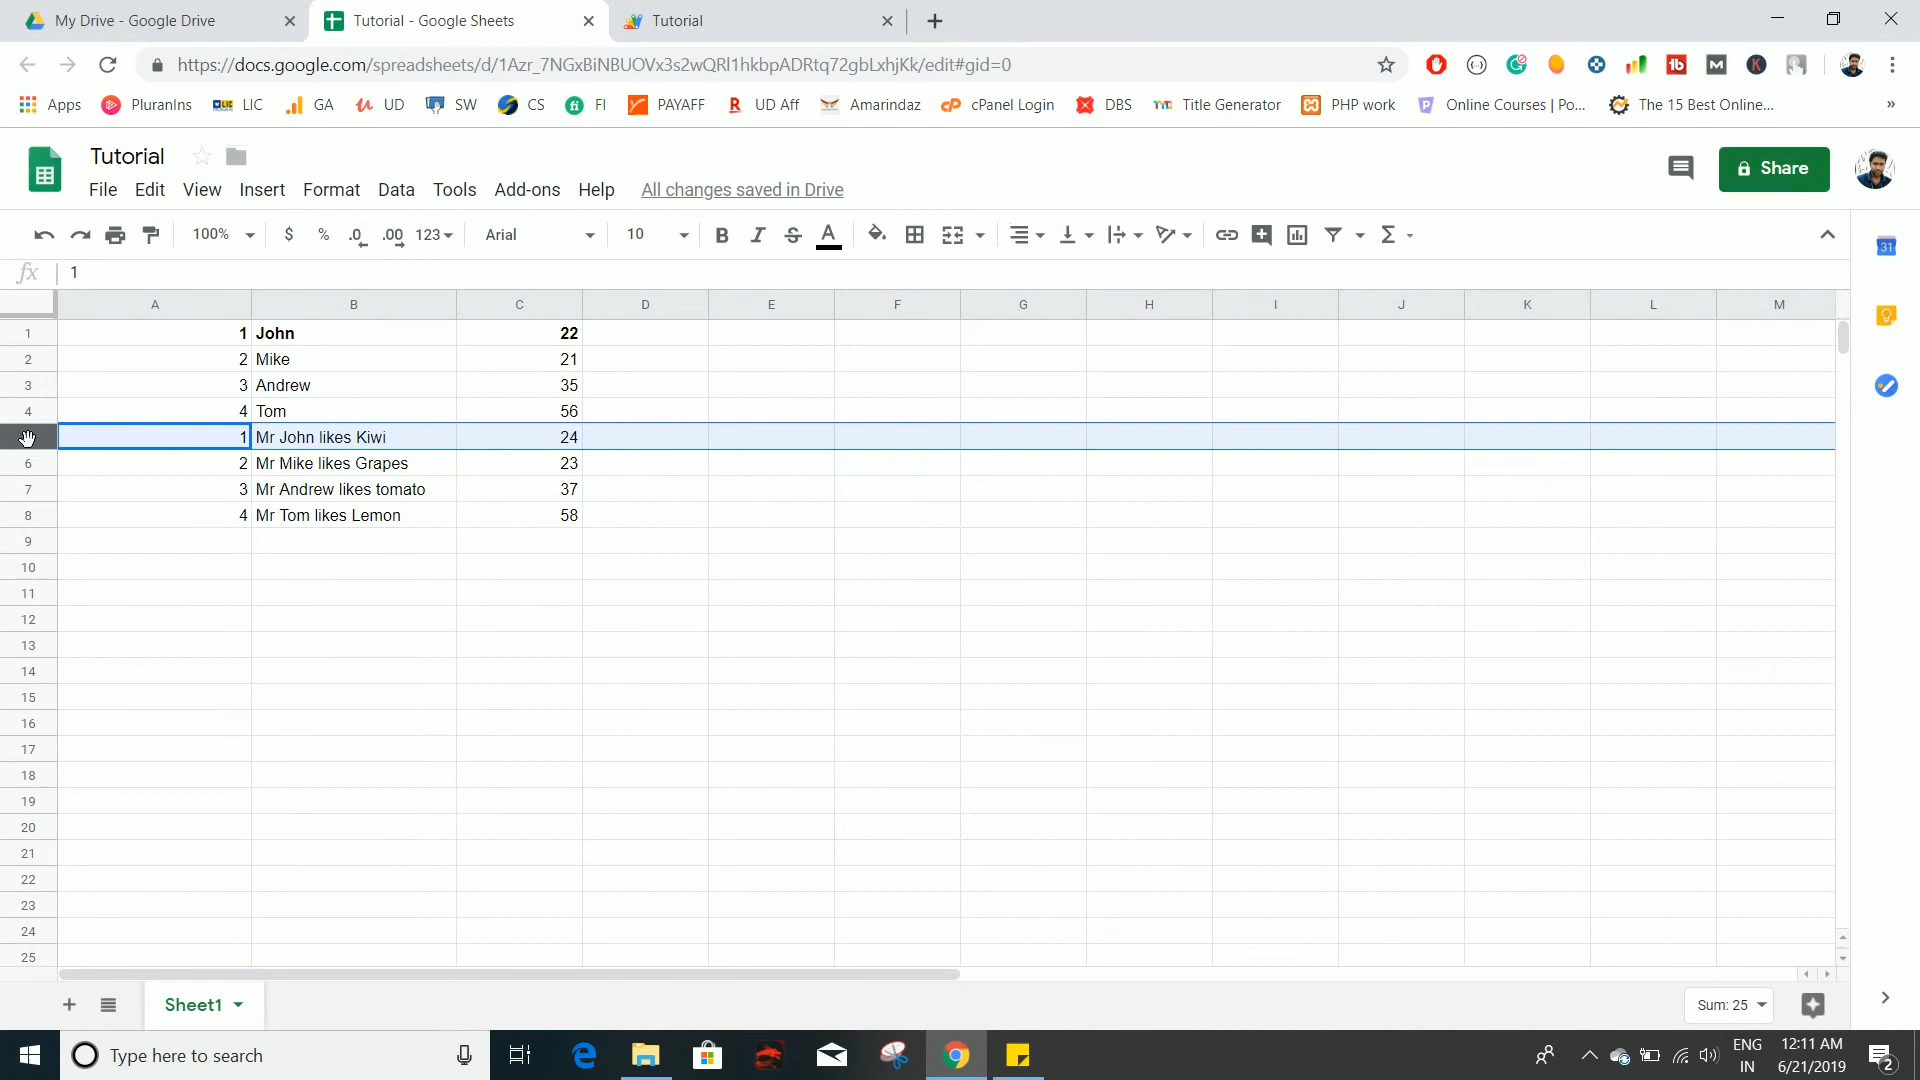 My Drive - Google Drive
Tutorial - Google Sheets
Tutorial
https://docs.google.com/spreadsheets/d/1Azr_7NGxBiNBUOVx3s2wQRl1hkbpADRtq72gbLxhjKk/edit#gid=0
Apps PluranIns LIC GA UD SW CS FI PAYAFF UD Aff Amarindaz cPanel Login DBS Title Generator PHP work Online Courses | Po... The 15 Best Online... »
Tutorial
Share
File Edit View Insert Format Data Tools Add-ons Help All changes saved in Drive
100% $ % .0 .00 123 Arial 10 B I S A Σ
31
fx 1
A B C D E F G H I J K L M
1 1 John 22
2 2 Mike 21
3 3 Andrew 35
4 4 Tom 56
1 Mr John likes Kiwi 24
6 2 Mr Mike likes Grapes 23
7 3 Mr Andrew likes tomato 37
8 4 Mr Tom likes Lemon 58
9
10
11
12
13
14
15
16
17
18
19
20
21
22
23
24
25
Sheet1
Sum: 25
Type here to search
ENG
IN
12:11 AM
6/21/2019
2